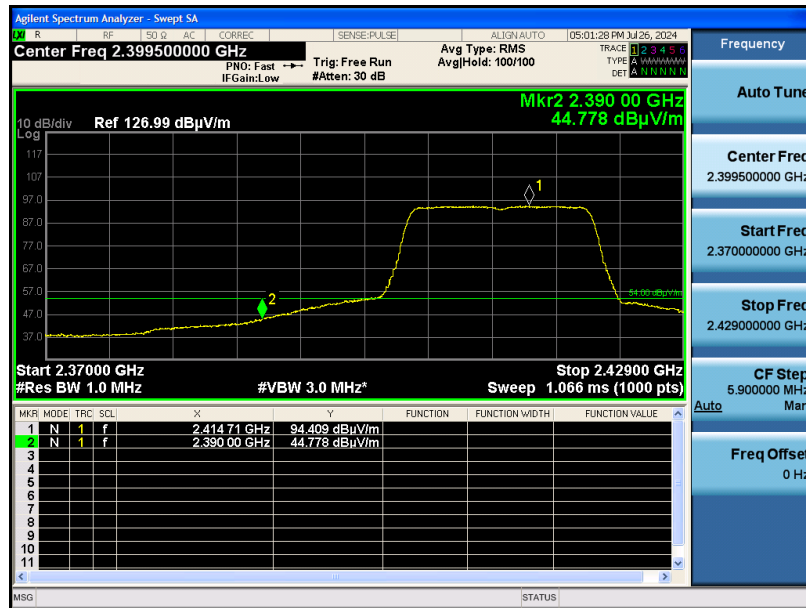 Agilent Spectrum Analyzer - Swept SA
LXI R RF 50 Ω AC CORREC SENSE:PULSE ALIGN AUTO 05:01:28 PM Jul 26, 2024
Center Freq 2.399500000 GHz
PNO: Fast
IFGain:Low
Trig: Free Run
#Atten: 30 dB
Avg Type: RMS
Avg|Hold: 100/100
TRACE 1 2 3 4 5 6
TYPE A WWWWW
DET A N N N N N
Mkr2 2.390 00 GHz
44.778 dBµV/m
10 dB/div Ref 126.99 dBµV/m
Log
117
107
97.0
87.0
77.0
67.0
57.0
47.0
37.0
1
2
54.00 dBµV/m
Start 2.37000 GHz Stop 2.42900 GHz
#Res BW 1.0 MHz #VBW 3.0 MHz* Sweep 1.066 ms (1000 pts)
MKR MODE TRC SCL X Y FUNCTION FUNCTION WIDTH FUNCTION VALUE
1 N 1 f 2.414 71 GHz 94.409 dBµV/m
2 N 1 f 2.390 00 GHz 44.778 dBµV/m
3
4
5
6
7
8
9
10
11
MSG STATUS
Frequency
Auto Tune
Center Freq
2.399500000 GHz
Start Freq
2.370000000 GHz
Stop Freq
2.429000000 GHz
CF Step
5.900000 MHz
Auto Man
Freq Offset
0 Hz